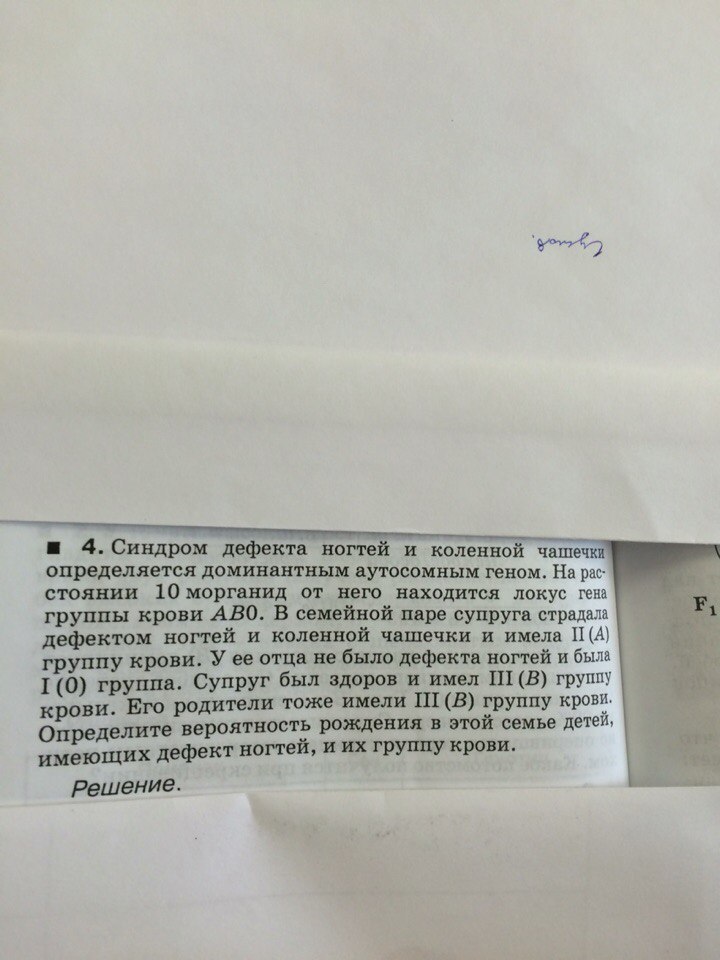 ■ 4. Синдром дефекта ногтей и коленной чашечки
определяется доминантным аутосомным геном. На рас-
стоянии 10 морганид от него находится локус гена
группы крови AB0. В семейной паре супруга страдала
дефектом ногтей и коленной чашечки и имела II (A)
группу крови. У ее отца не было дефекта ногтей и была
I (0) группа. Супруг был здоров и имел III (B) группу
крови. Его родители тоже имели III (B) группу крови.
Определите вероятность рождения в этой семье детей,
имеющих дефект ногтей, и их группу крови.
Решение.
F₁